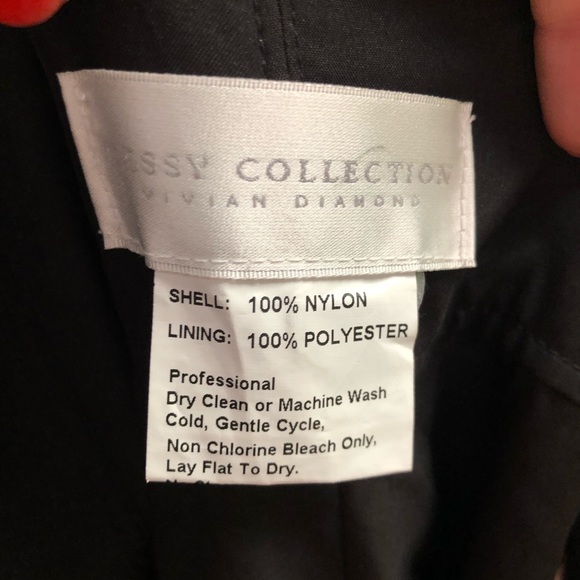 COLLECTION
VIVIAN DIAMOND
SHELL: 100% NYLON
LINING: 100% POLYESTER
Professional
Dry Clean or Machine Wash
Cold, Gentle Cycle,
Non Chlorine Bleach Only,
Lay Flat To Dry.